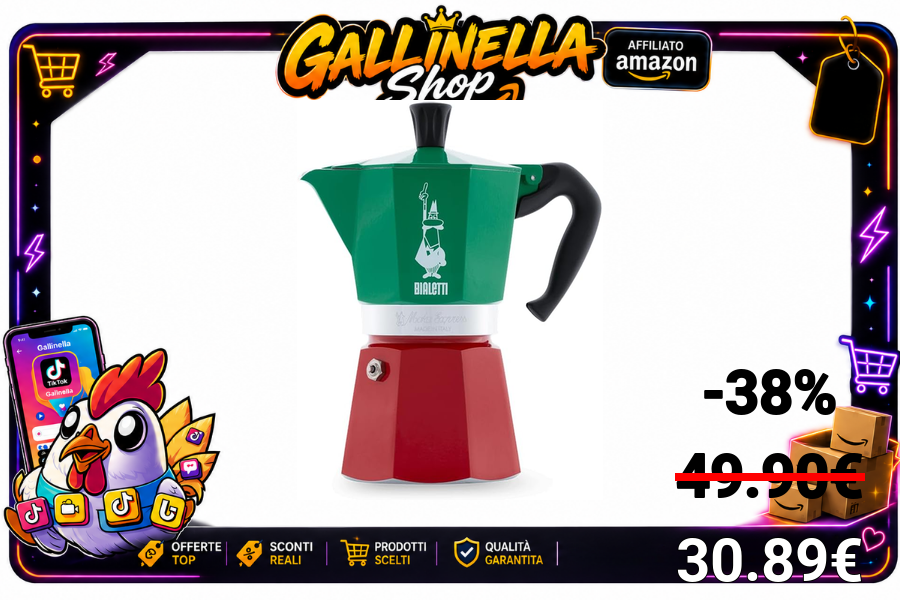 GALLINELLA
Shop
AFFILIATO
amazon
Gallinella
TikTok
Gallinella
BIALETTI
-38%
49.90€
30.89€
OFFERTE
TOP
SCONTI
REALI
PRODOTTI
SCELTI
QUALITÀ
GARANTITA